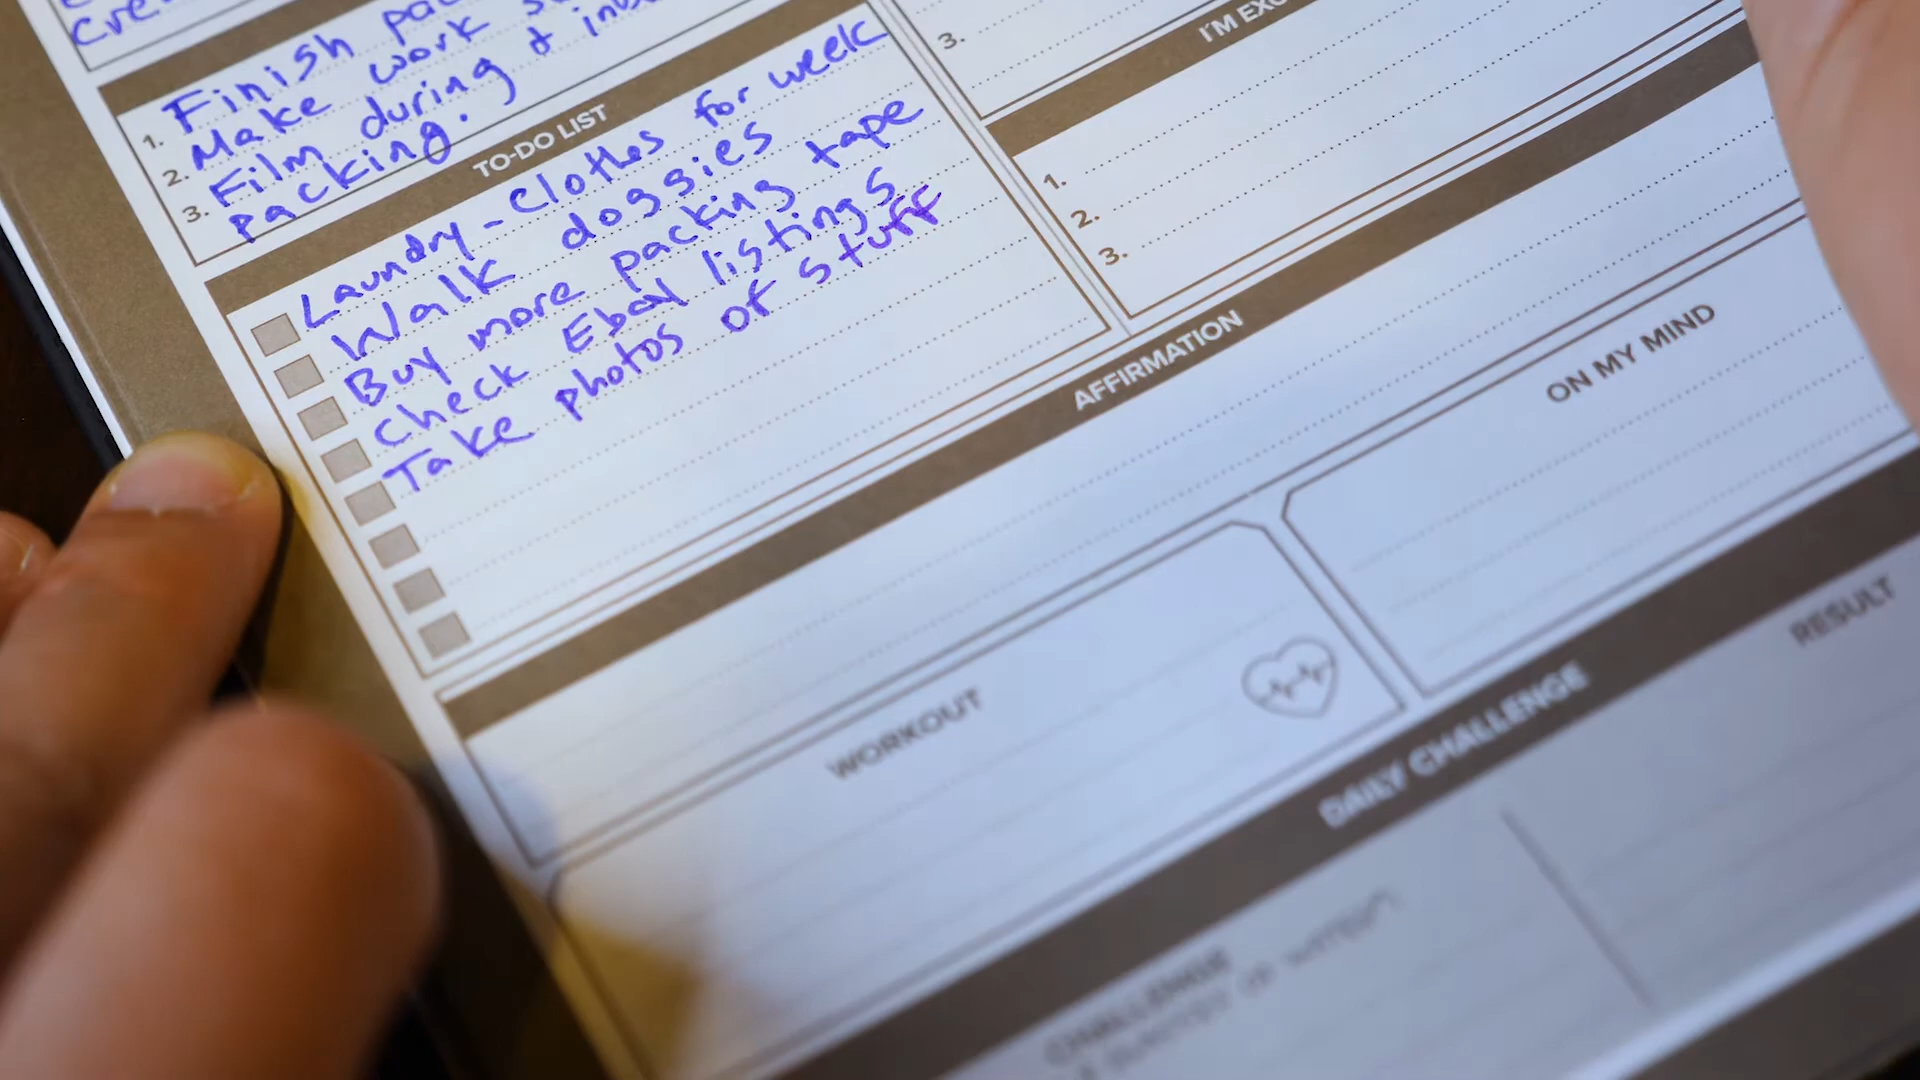 1. Finish
2. Make work
3. Film during & 
packing.
TO-DO LIST
Laundry - clothes for week
Walk doggies
Buy more packing tape
Check Ebay listings
Take photos of stuff
3.
I'M
1.
2.
3.
AFFIRMATION
WORKOUT
ON MY MIND
DAILY CHALLENGE
CHALLENGE
RESULT